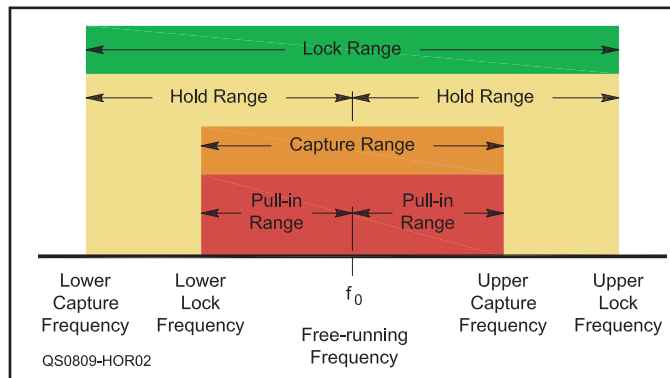 Lock Range
Hold Range Hold Range
Capture Range
Pull-in Pull-in
Range Range
Lower Lower f0 Upper Upper
Capture Lock Capture Lock
Frequency Frequency Free-running Frequency Frequency
Frequency
QS0809-HOR02